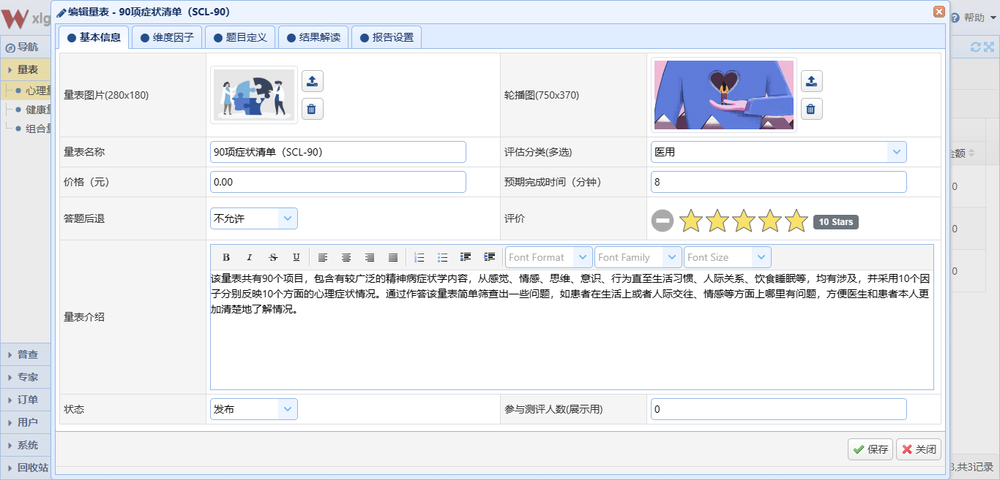 编辑量表 - 90项症状清单（SCL-90）
xlg
帮助
基本信息
维度因子
题目定义
结果解读
报告设置
导航
量表
心理量
健康量
组合量
量表图片(280x180)
轮播图(750x370)
量表名称
90项症状清单（SCL-90）
评估分类(多选)
医用
金额
价格（元）
0.00
预期完成时间（分钟）
8
0
答题后退
不允许
评价
10 Stars
0
B I S U
Font Format
Font Family
Font Size
0
量表介绍
该量表共有90个项目，包含有较广泛的精神病症状学内容，从感觉、情感、思维、意识、行为直至生活习惯、人际关系、饮食睡眠等，均有涉及，并采用10个因
子分别反映10个方面的心理症状情况。通过作答该量表简单筛查出一些问题，如患者在生活上或者人际交往、情感等方面上哪里有问题，方便医生和患者本人更
加清楚地了解情况。
普查
专家
订单
用户
系统
回收站
状态
发布
参与测评人数(展示用)
0
保存
关闭
3,共3记录